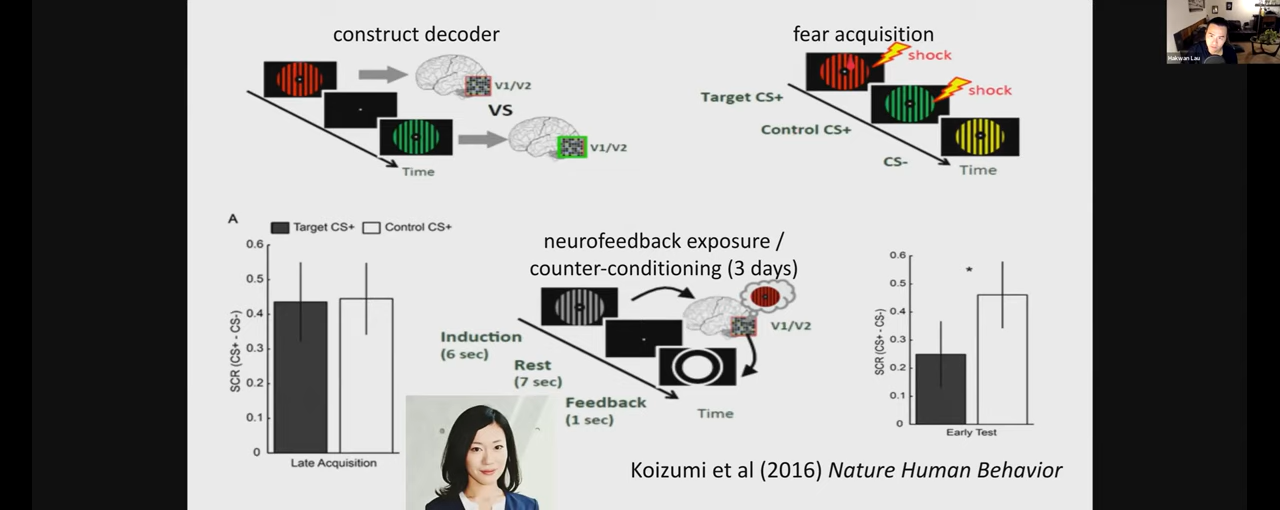 construct decoder
V1/V2
VS
V1/V2
Time
fear acquisition
shock
shock
Target CS+
Control CS+
CS-
Time
Hakwan Lau
A
Target CS+ Control CS+
0.6
0.5
0.4
0.3
0.2
0.1
0
SCR (CS+ - CS-)
Late Acquisition
neurofeedback exposure /
counter-conditioning (3 days)
V1/V2
Induction
(6 sec)
Rest
(7 sec)
Feedback
(1 sec)
Time
*
0.6
0.5
0.4
0.3
0.2
0.1
0
SCR (CS+ - CS-)
Early Test
Koizumi et al (2016) Nature Human Behavior